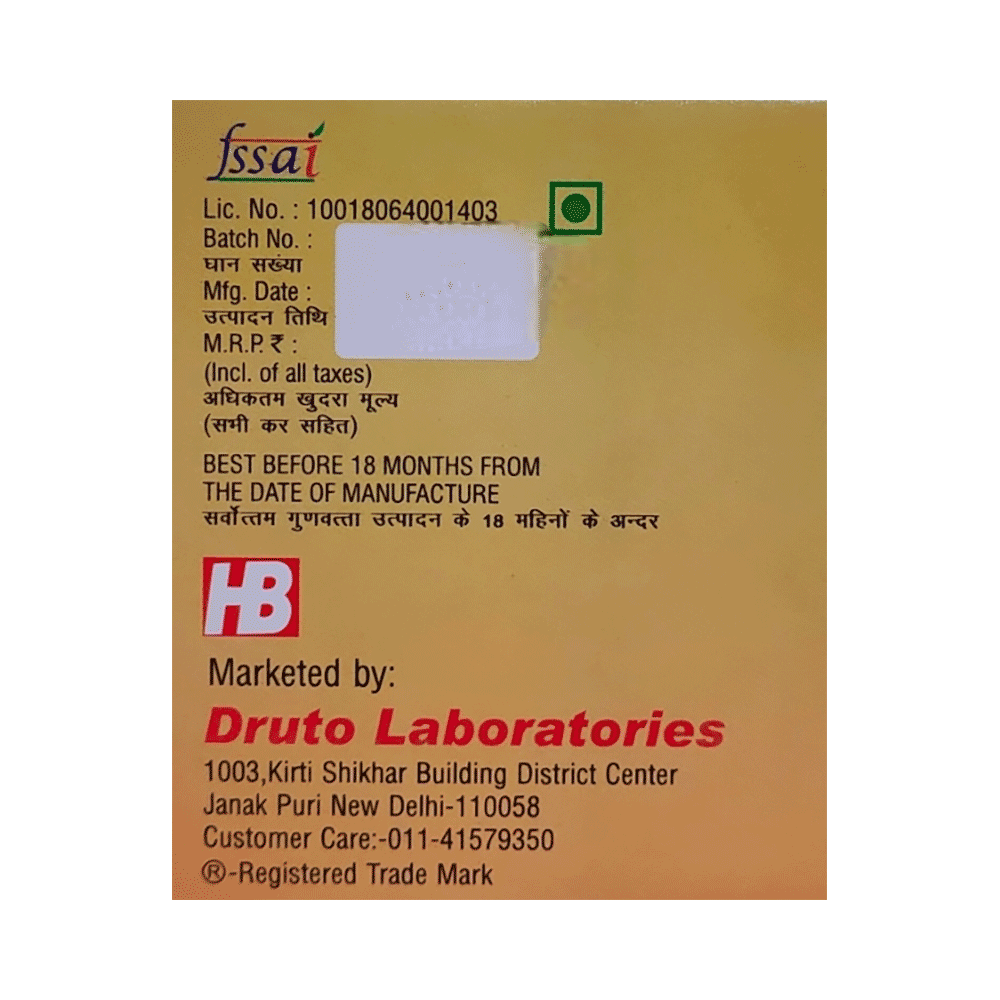 fssai
Lic. No. : 10018064001403
Batch No. :
घान सख्ंया
Mfg. Date :
उत्पादन तिथि
M.R.P. ₹ :
(Incl. of all taxes)
अधिकतम खुदरा मूल्य
(सभी कर सहित)
BEST BEFORE 18 MONTHS FROM
THE DATE OF MANUFACTURE
सर्वोत्तम गुणवत्ता उत्पादन के 18 महिनों के अन्दर
HB
Marketed by:
Druto Laboratories
1003,Kirti Shikhar Building District Center
Janak Puri New Delhi-110058
Customer Care:-011-41579350
®-Registered Trade Mark